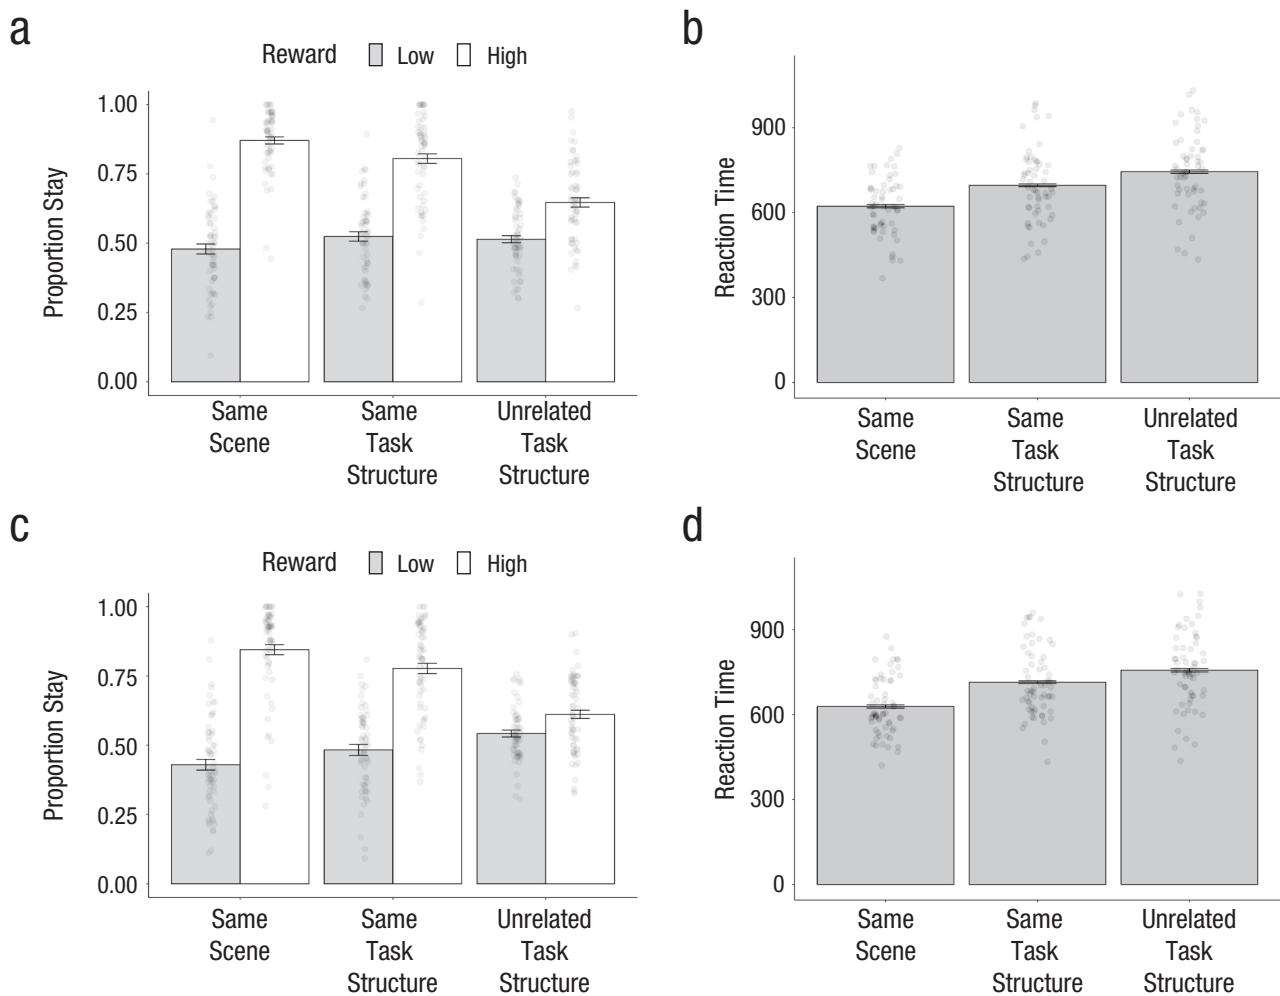 a
Reward Low High
Proportion Stay
1.00
0.75
0.50
0.25
0.00
Same
Scene
Same
Task
Structure
Unrelated
Task
Structure
b
Reaction Time
900
600
300
0
Same
Scene
Same
Task
Structure
Unrelated
Task
Structure
c
Reward Low High
Proportion Stay
1.00
0.75
0.50
0.25
0.00
Same
Scene
Same
Task
Structure
Unrelated
Task
Structure
d
Reaction Time
900
600
300
0
Same
Scene
Same
Task
Structure
Unrelated
Task
Structure